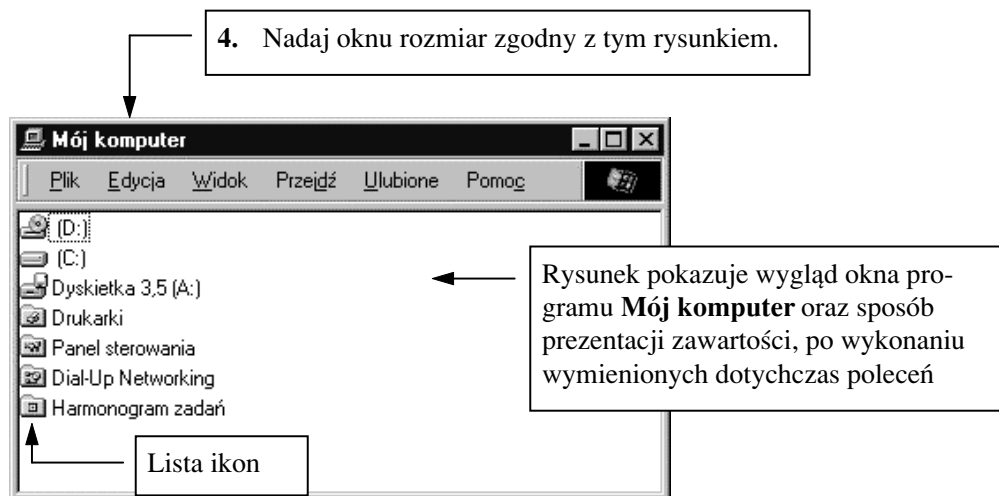 4. Nadaj oknu rozmiar zgodny z tym rysunkiem.
Mój komputer
Plik Edycja Widok Przejdź Ulubione Pomoc
(D:)
(C:)
Dyskietka 3,5 (A:)
Drukarki
Panel sterowania
Dial-Up Networking
Harmonogram zadań
Rysunek pokazuje wygląd okna pro-
gramu Mój komputer oraz sposób
prezentacji zawartości, po wykonaniu
wymienionych dotychczas poleceń
Lista ikon